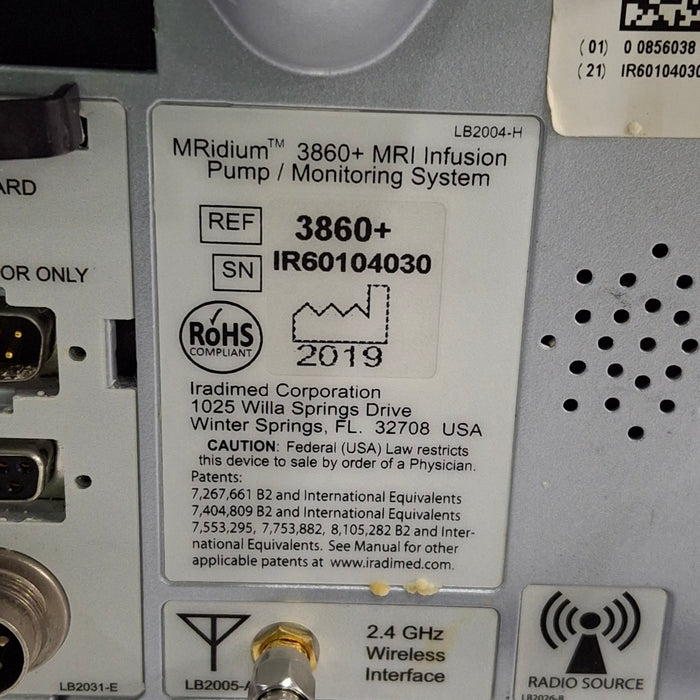 (01) 0 0856038
(21) IR60104030
LB2004-H
MRidium™ 3860+ MRI Infusion
Pump / Monitoring System
REF 3860+
SN IR60104030
RoHS
COMPLIANT
2019
Iradimed Corporation
1025 Willa Springs Drive
Winter Springs, FL. 32708 USA
CAUTION: Federal (USA) Law restricts
this device to sale by order of a Physician.
Patents:
7,267,661 B2 and International Equivalents
7,404,809 B2 and International Equivalents
7,553,295, 7,753,882, 8,105,282 B2 and Inter-
national Equivalents. See Manual for other
applicable patents at www.iradimed.com.
ARD
OR ONLY
LB2031-E
2.4 GHz
Wireless
Interface
LB2005-
RADIO SOURCE
LB2026-B